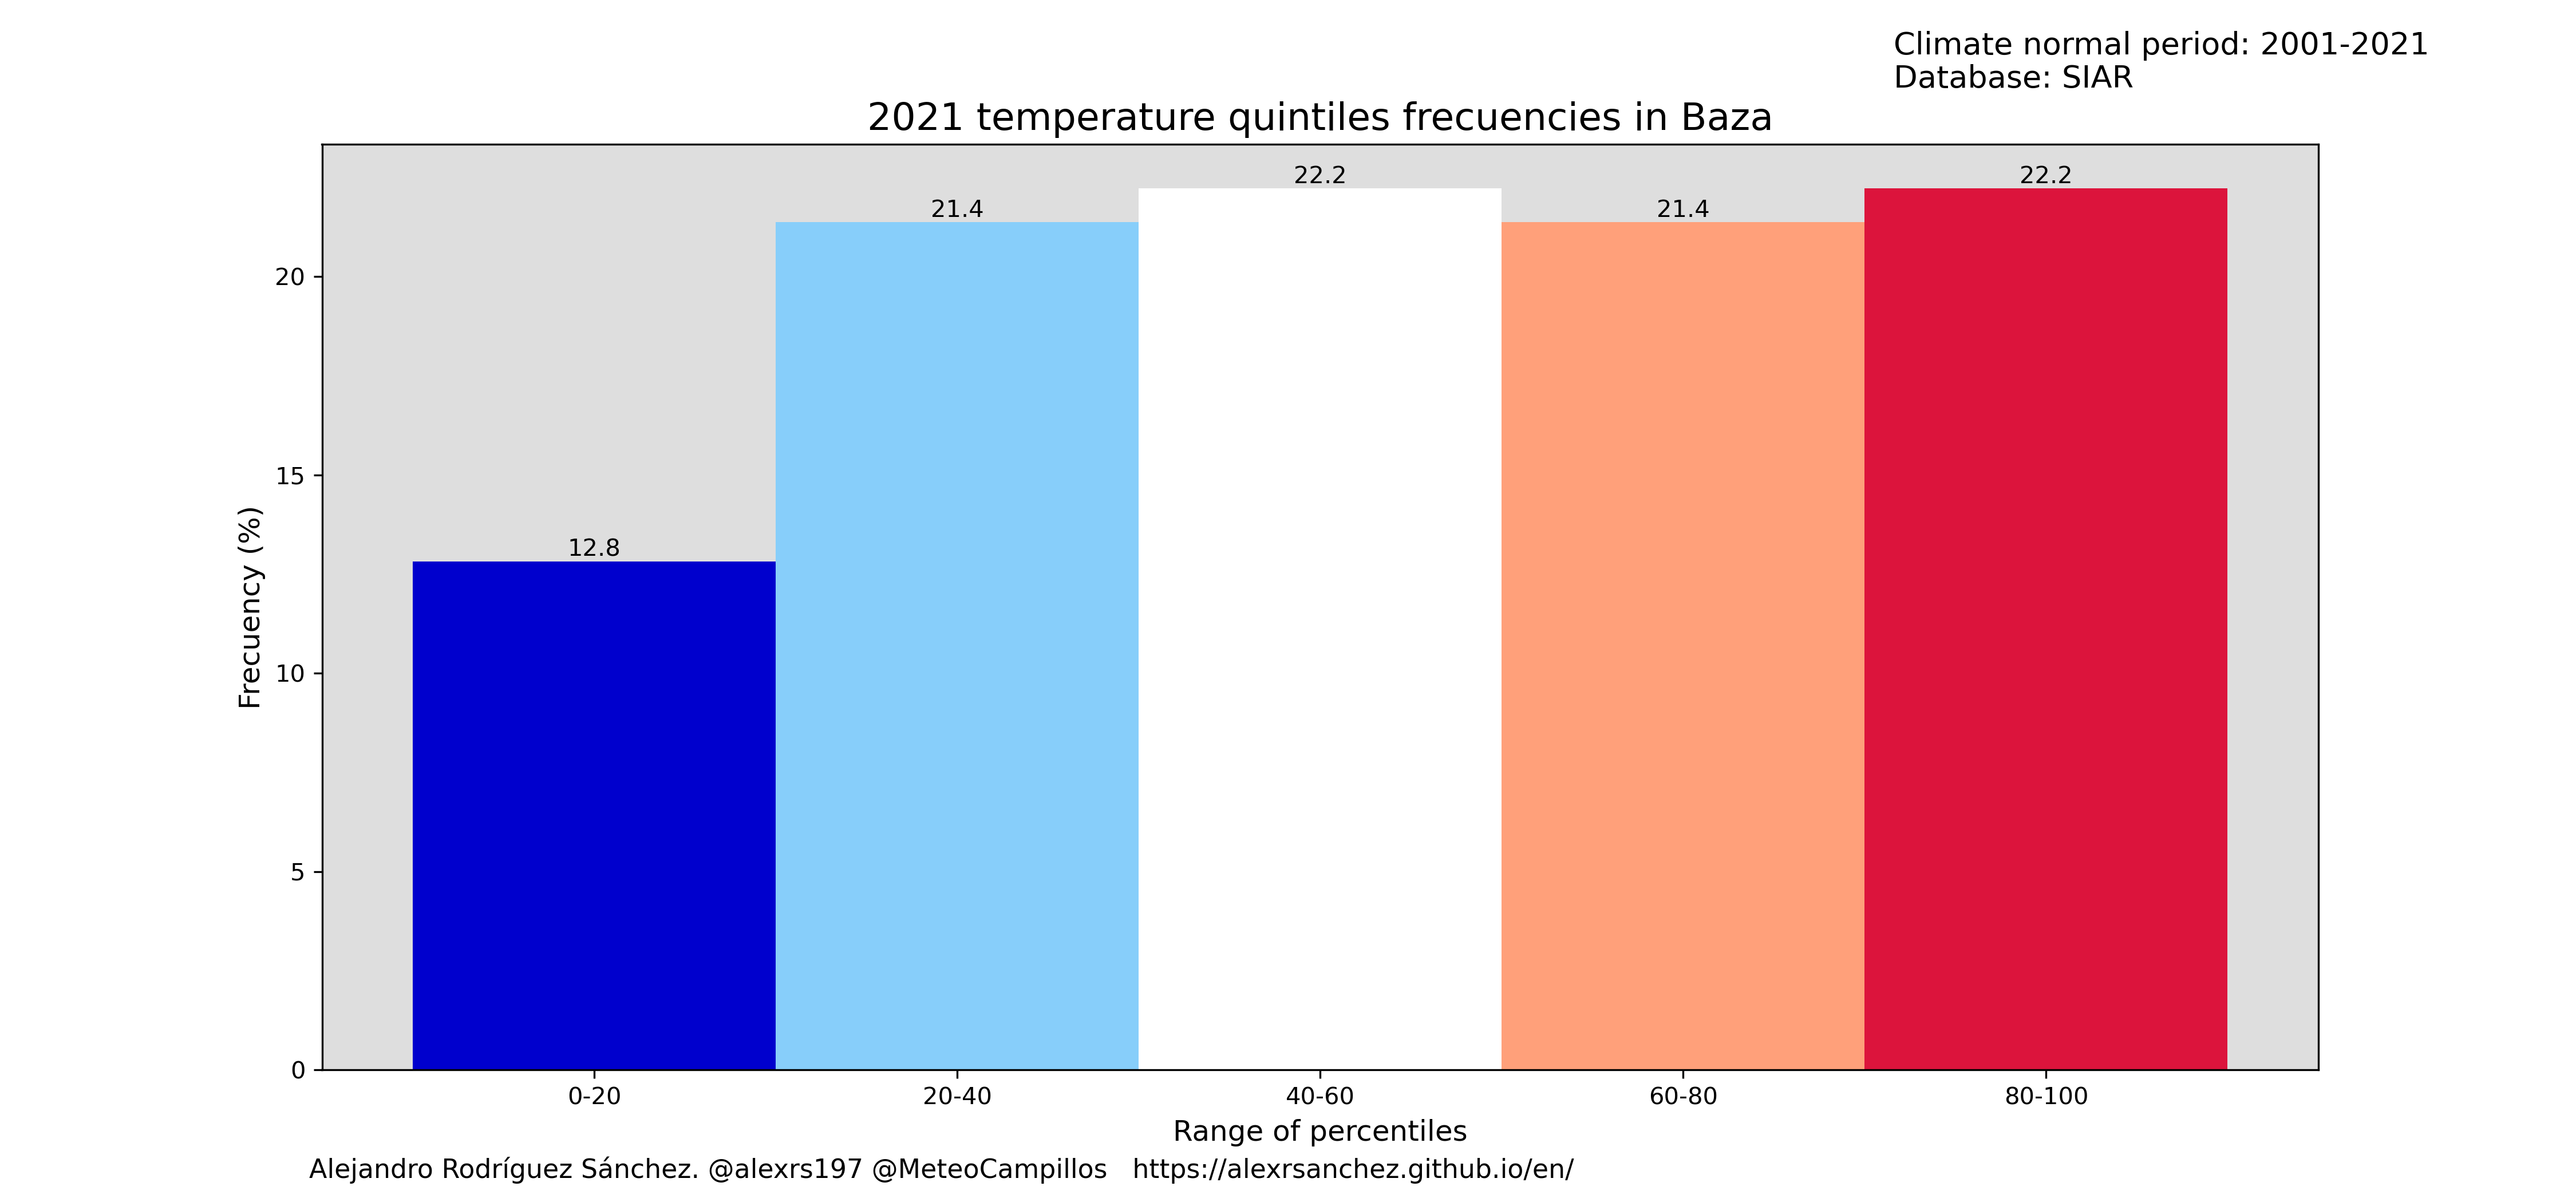 Climate normal period: 2001-2021
Database: SIAR
2021 temperature quintiles frecuencies in Baza
22.2
22.2
21.4
21.4
20
15
12.8
Frecuency (%)
10
5
0
0-20
20-40
40-60
60-80
80-100
Range of percentiles
Alejandro Rodríguez Sánchez. @alexrs197 @MeteoCampillos https://alexrsanchez.github.io/en/